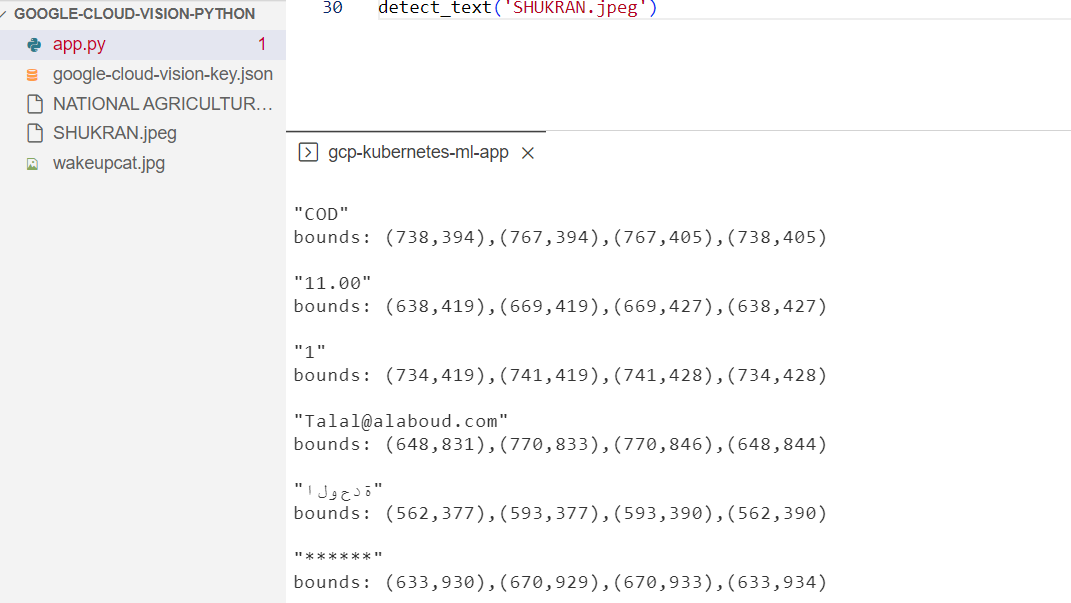 GOOGLE-CLOUD-VISION-PYTHON
app.py 1
google-cloud-vision-key.json
NATIONAL AGRICULTUR...
SHUKRAN.jpeg
wakeupcat.jpg
30 detect_text('SHUKRAN.jpeg')
gcp-kubernetes-ml-app
"COD"
bounds: (738,394),(767,394),(767,405),(738,405)
"11.00"
bounds: (638,419),(669,419),(669,427),(638,427)
"1"
bounds: (734,419),(741,419),(741,428),(734,428)
"Talal@alaboud.com"
bounds: (648,831),(770,833),(770,846),(648,844)
"الوحدة"
bounds: (562,377),(593,377),(593,390),(562,390)
"******"
bounds: (633,930),(670,929),(670,933),(633,934)